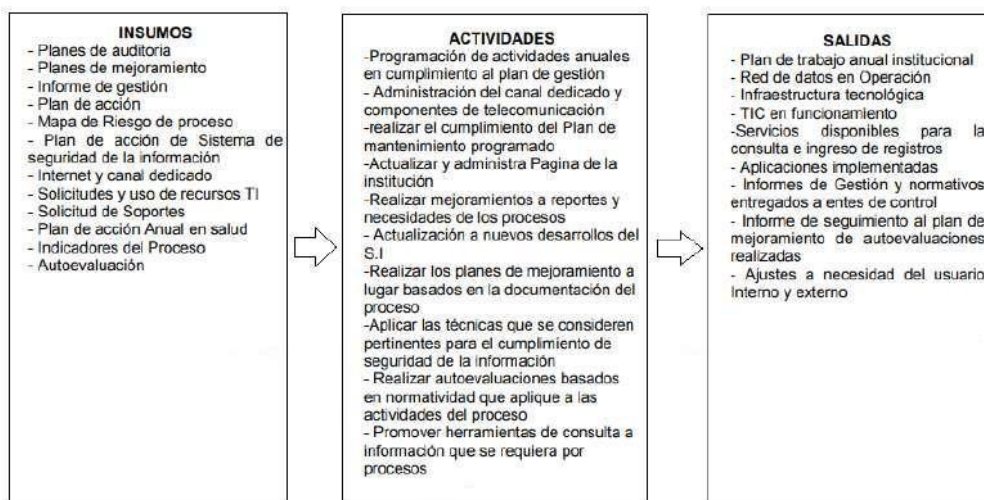 INSUMOS
- Planes de auditoria
- Planes de mejoramiento
- Informe de gestión
- Plan de acción
- Mapa de Riesgo de proceso
- Plan de acción de Sistema de
seguridad de la información
- Internet y canal dedicado
- Solicitudes y uso de recursos TI
- Solicitud de Soportes
- Plan de acción Anual en salud
- Indicadores del Proceso
- Autoevaluación
ACTIVIDADES
-Programación de actividades anuales
en cumplimiento al plan de gestión
- Administración del canal dedicado y
componentes de telecomunicación
-realizar el cumplimiento del Plan de
mantenimiento programado
-Actualizar y administra Pagina de la
institución
-Realizar mejoramientos a reportes y
necesidades de los procesos
- Actualización a nuevos desarrollos del
S.I
-Realizar los planes de mejoramiento a
lugar basados en la documentación del
proceso
-Aplicar las técnicas que se consideren
pertinentes para el cumplimiento de
seguridad de la información
- Realizar autoevaluaciones basados
en normatividad que aplique a las
actividades del proceso
- Promover herramientas de consulta a
información que se requiera por
procesos
SALIDAS
- Plan de trabajo anual institucional
- Red de datos en Operación
- Infraestructura tecnológica
- TIC en funcionamiento
-Servicios disponibles para la
consulta e ingreso de registros
- Aplicaciones implementadas
- Informes de Gestión y normativos
entregados a entes de control
- Informe de seguimiento al plan de
mejoramiento de autoevaluaciones
realizadas
- Ajustes a necesidad del usuario
Interno y externo